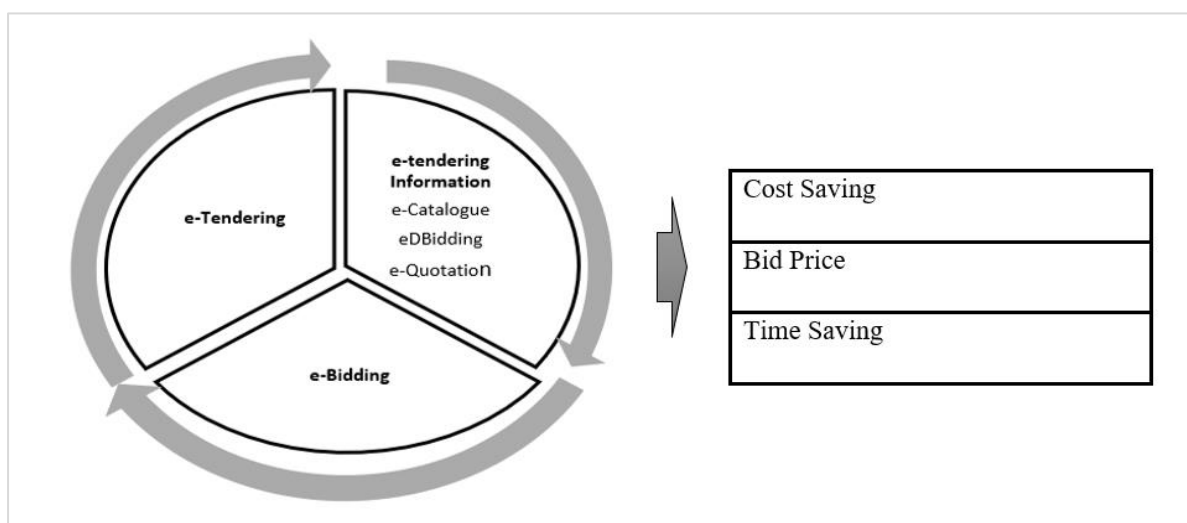 e-Tendering
e-tendering
Information
e-Catalogue
eDBidding
e-Quotation
e-Bidding
Cost Saving
Bid Price
Time Saving